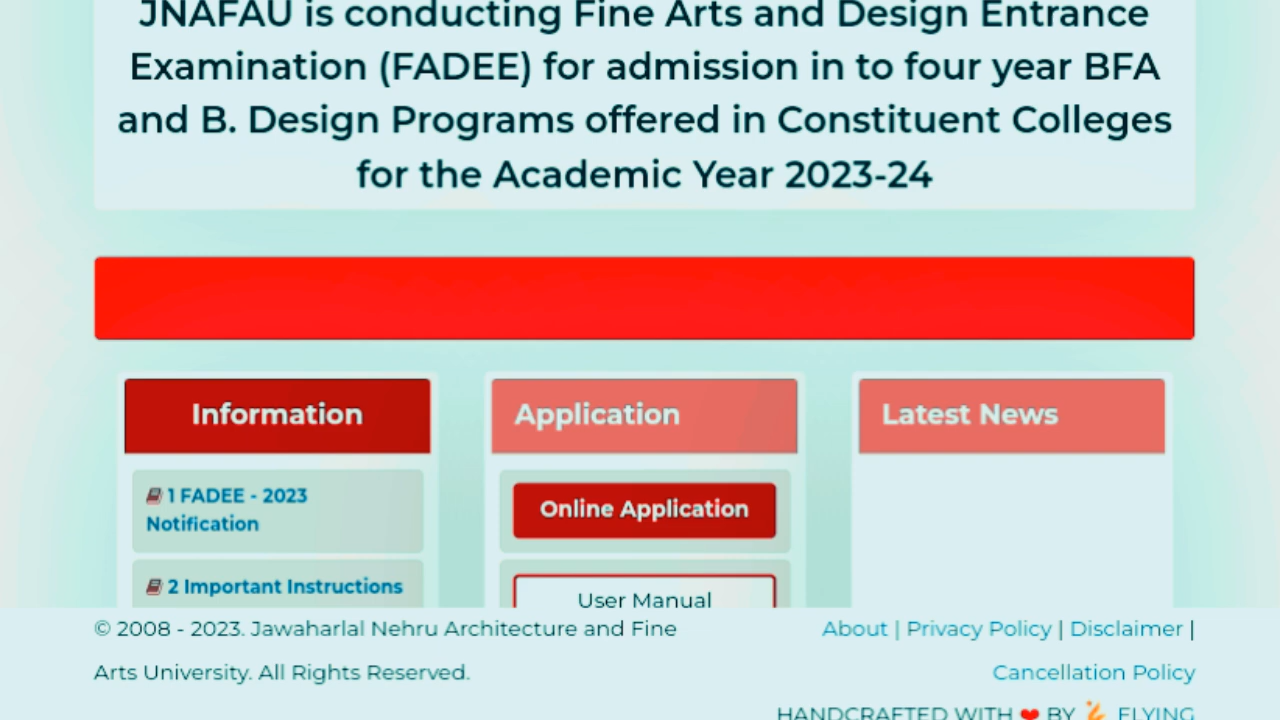 JNAFAU is conducting Fine Arts and Design Entrance
Examination (FADEE) for admission in to four year BFA
and B. Design Programs offered in Constituent Colleges
for the Academic Year 2023-24
Information
1 FADEE - 2023
Notification
2 Important Instructions
Application
Online Application
User Manual
Latest News
© 2008 - 2023. Jawaharlal Nehru Architecture and Fine
Arts University. All Rights Reserved.
About | Privacy Policy | Disclaimer |
Cancellation Policy
HANDCRAFTED WITH ❤ BY FLYING